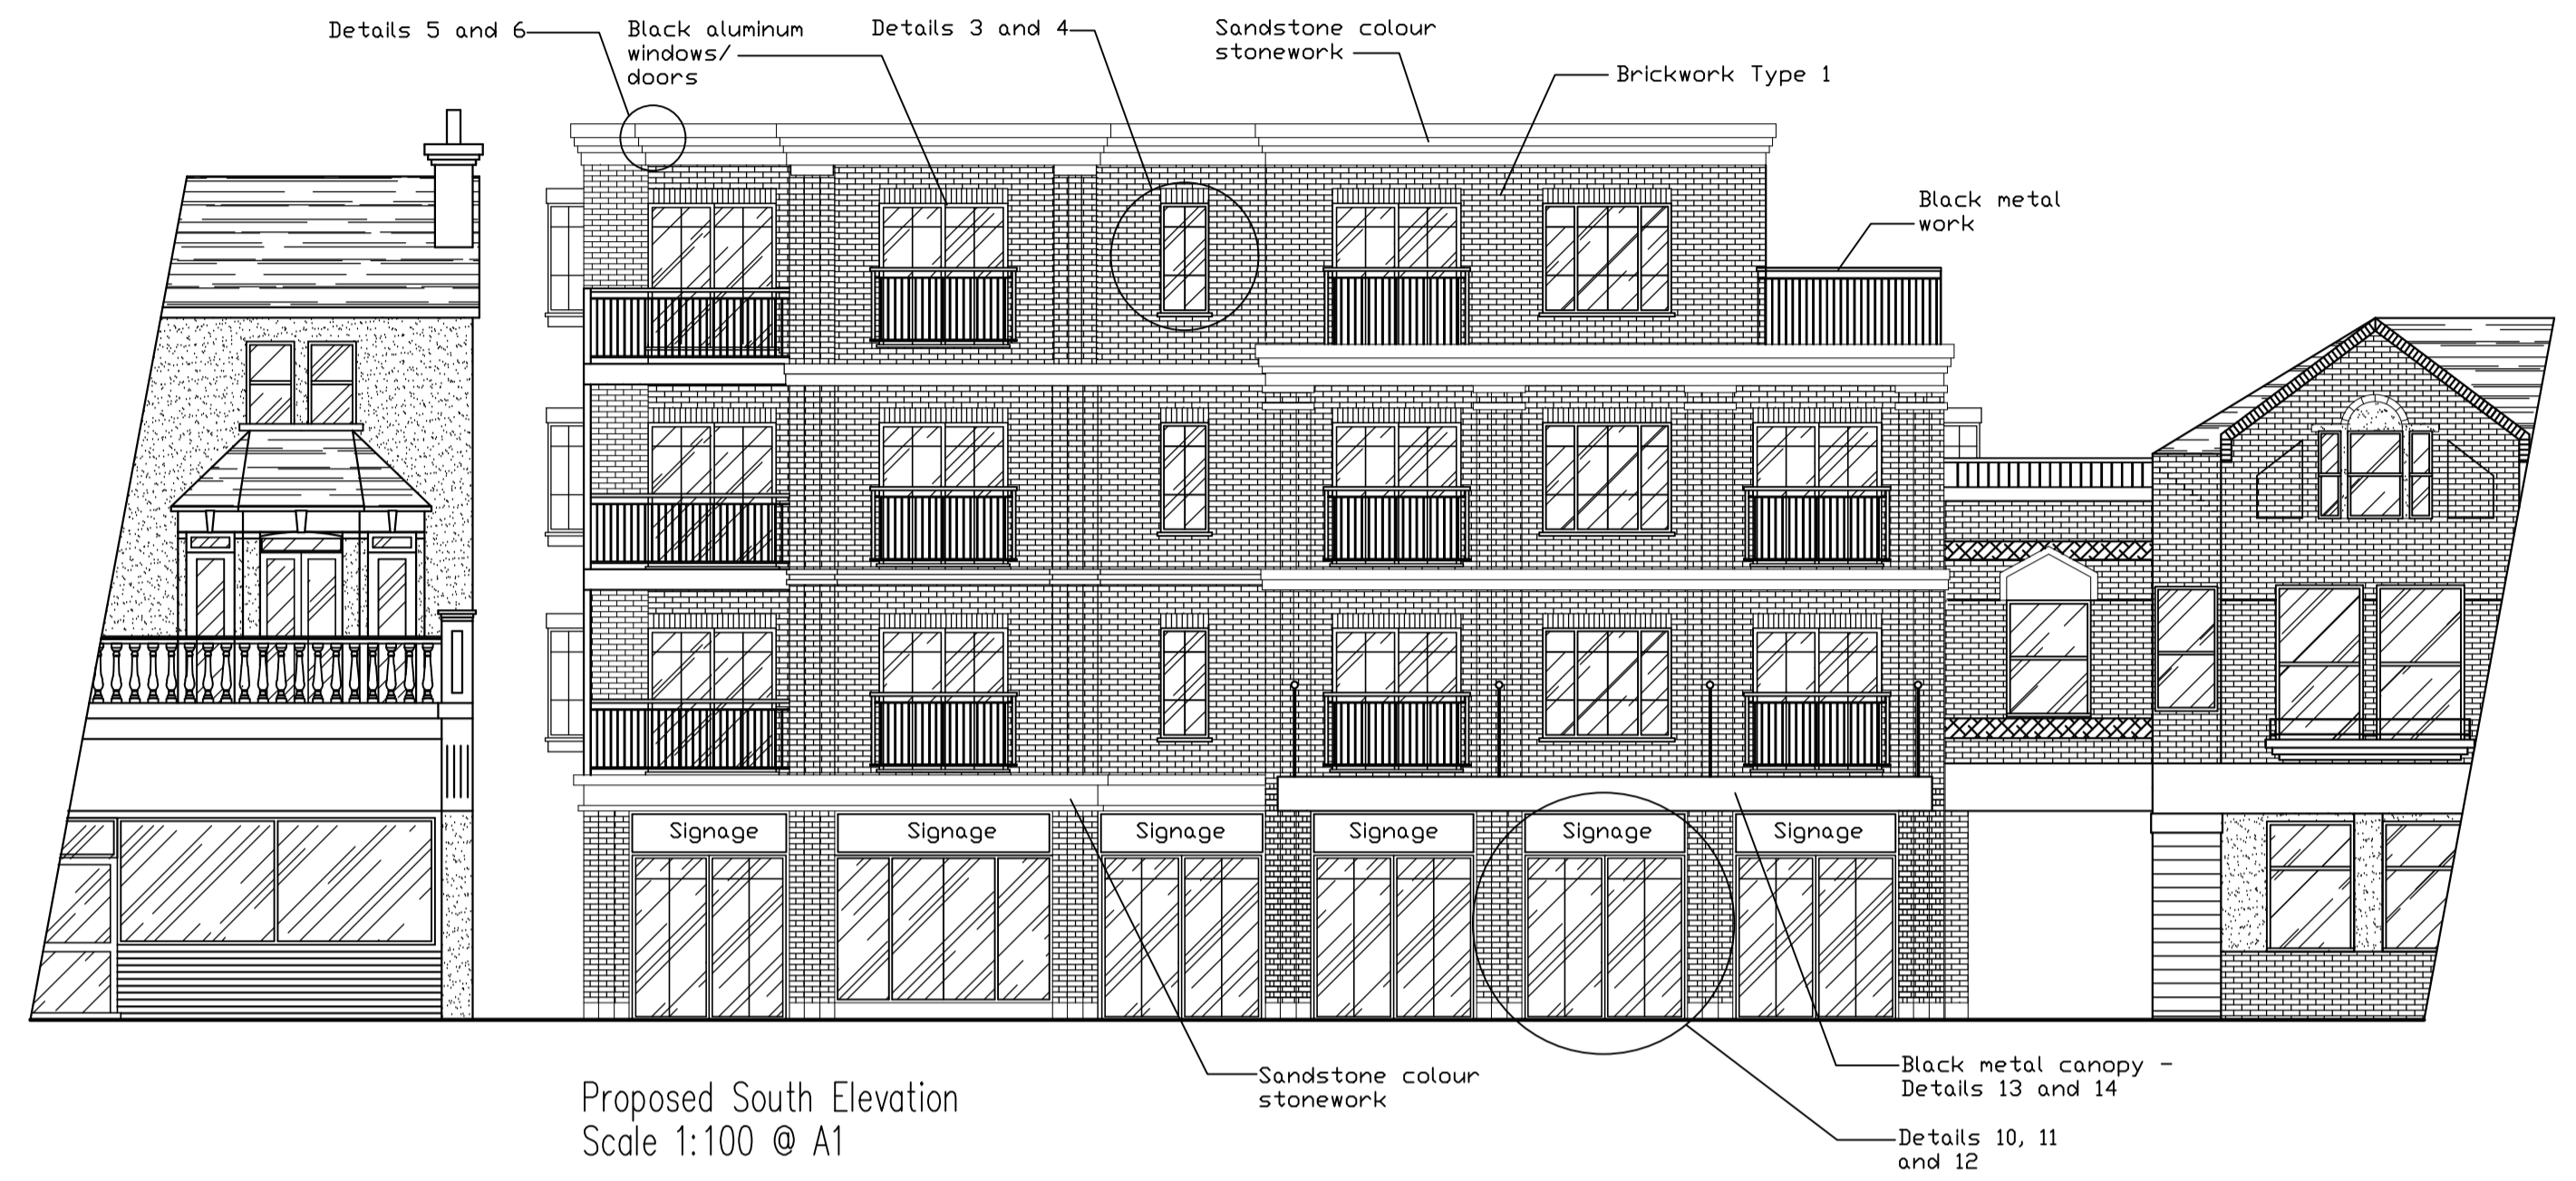 Details 5 and 6
Black aluminum
windows/
doors
Details 3 and 4
Sandstone colour
stonework
Brickwork Type 1
Black metal
work
Signage
Signage
Signage
Signage
Signage
Signage
Sandstone colour
stonework
Black metal canopy -
Details 13 and 14
Details 10, 11
and 12
Proposed South Elevation
Scale 1:100 @ A1